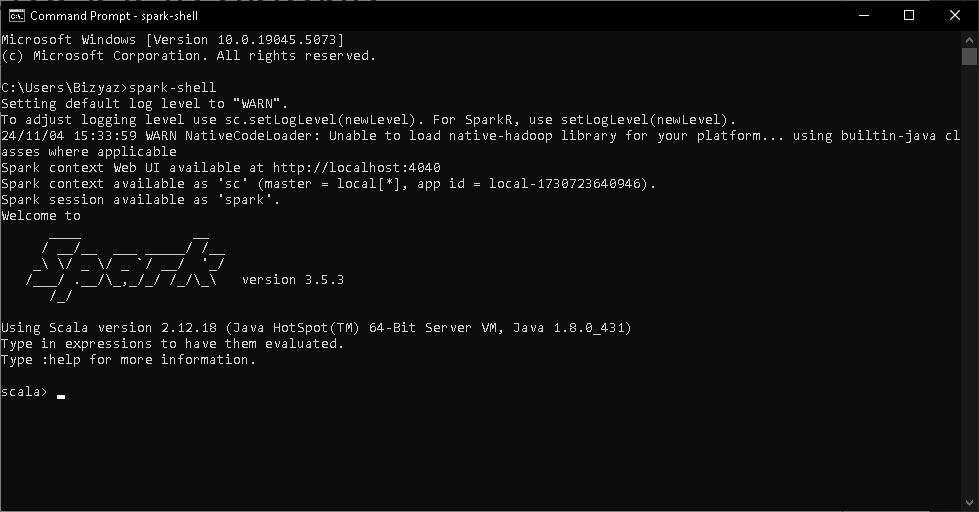 Command Prompt - spark-shell
Microsoft Windows [Version 10.0.19045.5073]
(c) Microsoft Corporation. All rights reserved.
C:\Users\Bizyaz>spark-shell
Setting default log level to "WARN".
To adjust logging level use sc.setLogLevel(newLevel). For SparkR, use setLogLevel(newLevel).
24/11/04 15:33:59 WARN NativeCodeLoader: Unable to load native-hadoop library for your platform... using builtin-java cl
asses where applicable
Spark context Web UI available at http://localhost:4040
Spark context available as 'sc' (master = local[*], app id = local-1730723640946).
Spark session available as 'spark'.
Welcome to
      ____              __
     / __/__  ___ _____/ /__
    _\ \/ _ \/ _ `/ __/  '_/
   /___/ .__/\_,_/_/ /_/\_\   version 3.5.3
      /_/
Using Scala version 2.12.18 (Java HotSpot(TM) 64-Bit Server VM, Java 1.8.0_431)
Type in expressions to have them evaluated.
Type :help for more information.
scala>